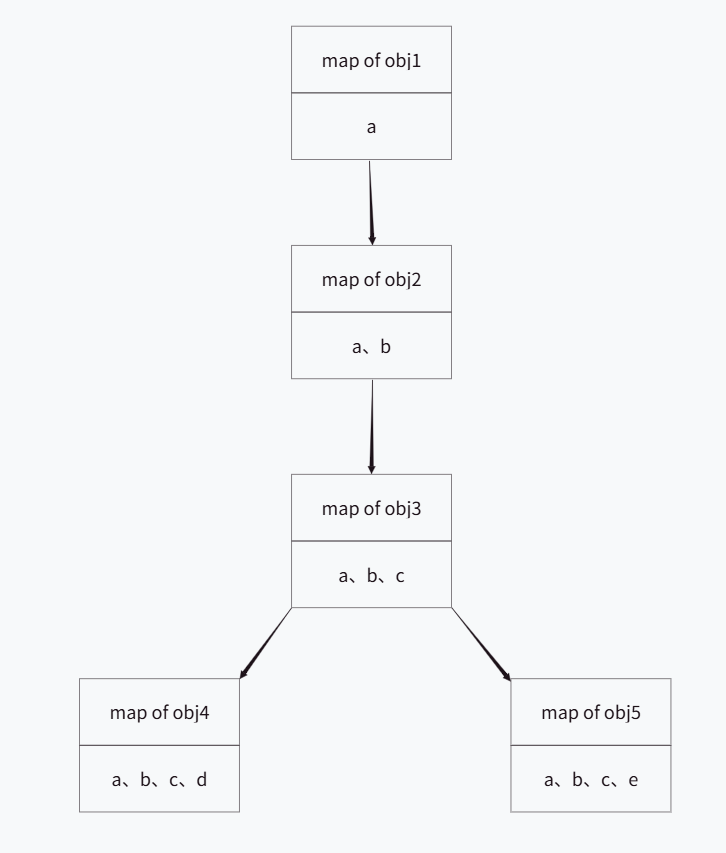 map of obj1
a
map of obj2
a、b
map of obj3
a、b、c
map of obj4
a、b、c、d
map of obj5
a、b、c、e